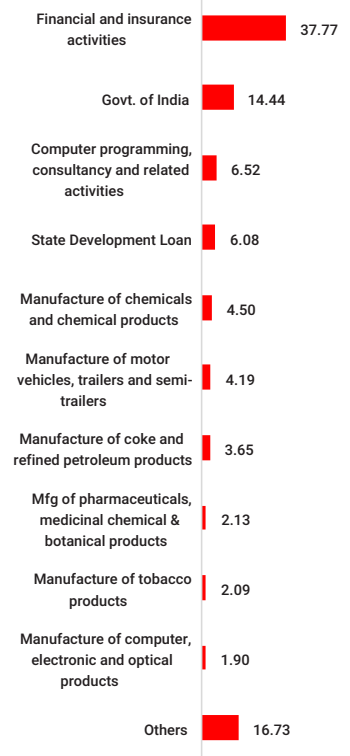 Financial and insurance
activities
37.77
Govt. of India
14.44
Computer programming,
consultancy and related
activities
6.52
State Development Loan
6.08
Manufacture of chemicals
and chemical products
4.50
Manufacture of motor
vehicles, trailers and semi-
trailers
4.19
Manufacture of coke and
refined petroleum products
3.65
Mfg of pharmaceuticals,
medicinal chemical &
botanical products
2.13
Manufacture of tobacco
products
2.09
Manufacture of computer,
electronic and optical
products
1.90
Others
16.73